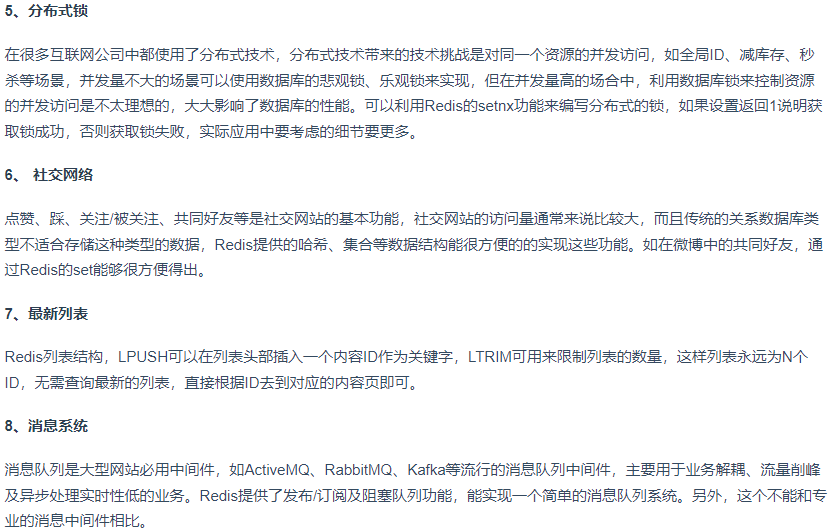 5、分布式锁
在很多互联网公司中都使用了分布式技术，分布式技术带来的技术挑战是对同一个资源的并发访问，如全局ID、减库存、秒
杀等场景，并发量不大的场景可以使用数据库的悲观锁、乐观锁来实现，但在并发量高的场合中，利用数据库锁来控制资源
的并发访问是不太理想的，大大影响了数据库的性能。可以利用Redis的setnx功能来编写分布式的锁，如果设置返回1说明获
取锁成功，否则获取锁失败，实际应用中要考虑的细节要更多。
6、 社交网络
点赞、踩、关注/被关注、共同好友等是社交网站的基本功能，社交网站的访问量通常来说比较大，而且传统的关系数据库类
型不适合存储这种类型的数据，Redis提供的哈希、集合等数据结构能很方便的的实现这些功能。如在微博中的共同好友，通
过Redis的set能够很方便得出。
7、最新列表
Redis列表结构，LPUSH可以在列表头部插入一个内容ID作为关键字，LTRIM可用来限制列表的数量，这样列表永远为N个
ID，无需查询最新的列表，直接根据ID去到对应的内容页即可。
8、消息系统
消息队列是大型网站必用中间件，如ActiveMQ、RabbitMQ、Kafka等流行的消息队列中间件，主要用于业务解耦、流量削峰
及异步处理实时性低的业务。Redis提供了发布/订阅及阻塞队列功能，能实现一个简单的消息队列系统。另外，这个不能和专
业的消息中间件相比。